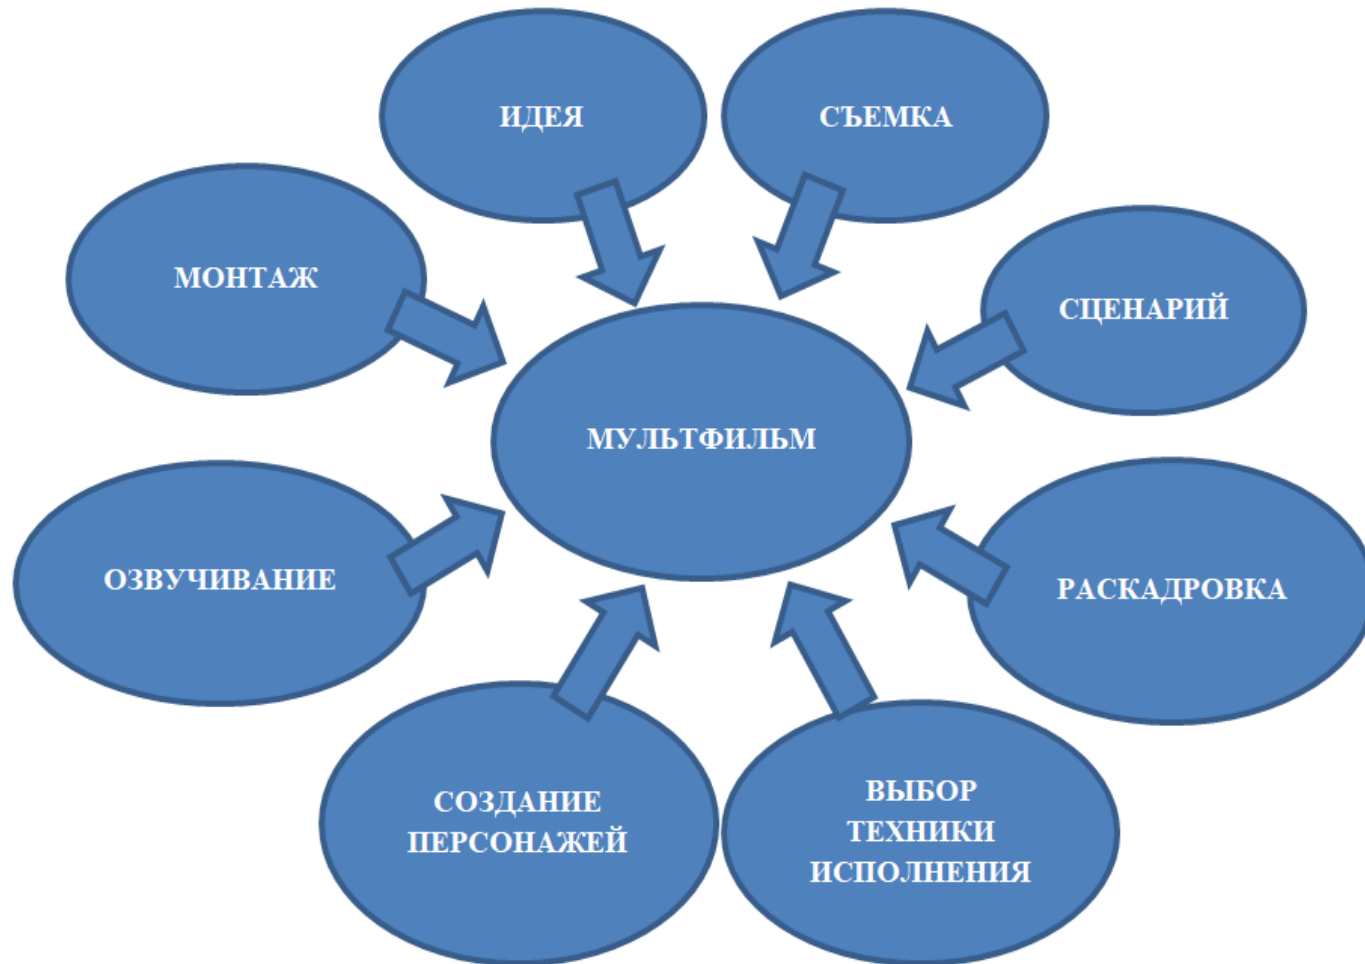 ИДЕЯ
СЪЕМКА
МОНТАЖ
СЦЕНАРИЙ
МУЛЬТФИЛЬМ
ОЗВУЧИВАНИЕ
РАСКАДРОВКА
СОЗДАНИЕ
ПЕРСОНАЖЕЙ
ВЫБОР
ТЕХНИКИ
ИСПОЛНЕНИЯ